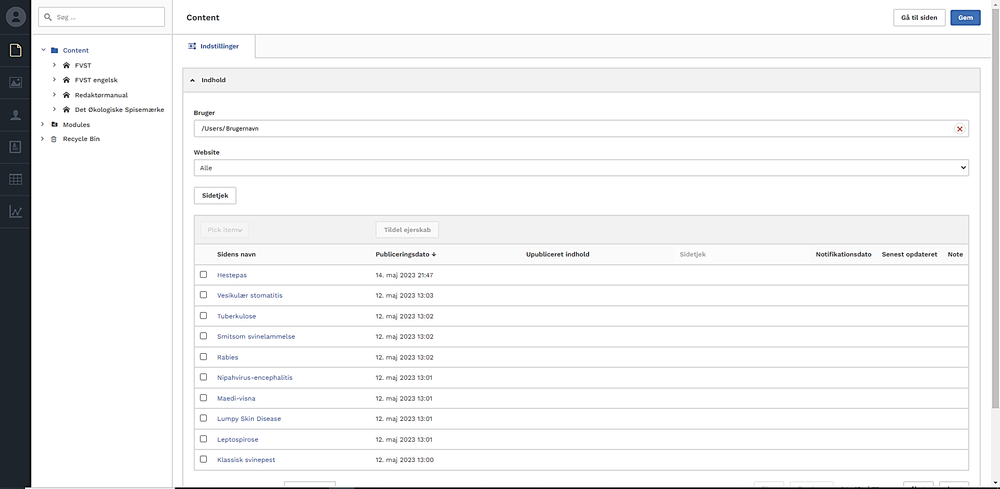 Søg ...
Content
Gå til siden
Gem
Indstillinger
Content
FVST
FVST engelsk
Redaktørmanual
Det Økologiske Spisemærke
Modules
Recycle Bin
Indhold
Bruger
/Users/Brugernavn
Website
Alle
Sidetjek
Pick item
Tildel ejerskab
Sidens navn Publiceringsdato Upubliceret indhold Sidetjek Notifikationsdato Senest opdateret Note
Hestepas 14. maj 2023 21:47
Vesikulær stomatitis 12. maj 2023 13:03
Tuberkulose 12. maj 2023 13:02
Smitsom svinelammelse 12. maj 2023 13:02
Rabies 12. maj 2023 13:02
Nipahvirus-encephalitis 12. maj 2023 13:01
Maedi-visna 12. maj 2023 13:01
Lumpy Skin Disease 12. maj 2023 13:01
Leptospirose 12. maj 2023 13:01
Klassisk svinepest 12. maj 2023 13:00